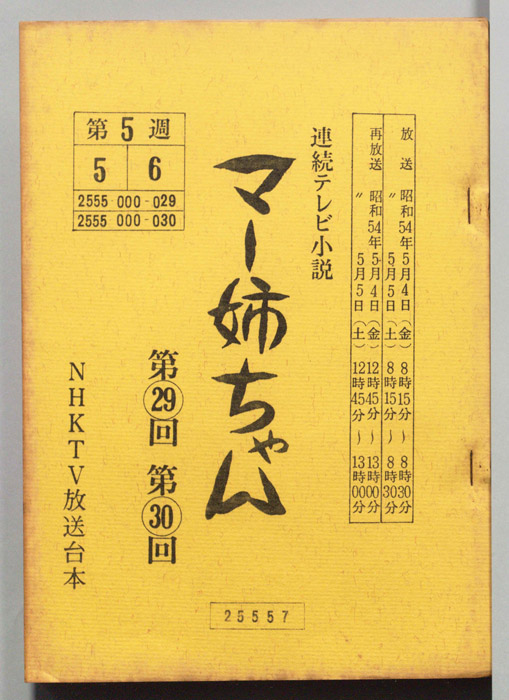 放送 昭和54年5月4日（金）8時15分〜8時30分
〃 5月5日（土）8時15分〜8時30分
再放送 昭和54年5月4日（金）12時45分〜13時00分
〃 5月5日（土）12時45分〜13時00分
連続テレビ小説
マー姉ちゃん
第29回 第30回
第5週
5 6
2555 000-029
2555 000-030
NHKTV放送台本
25557